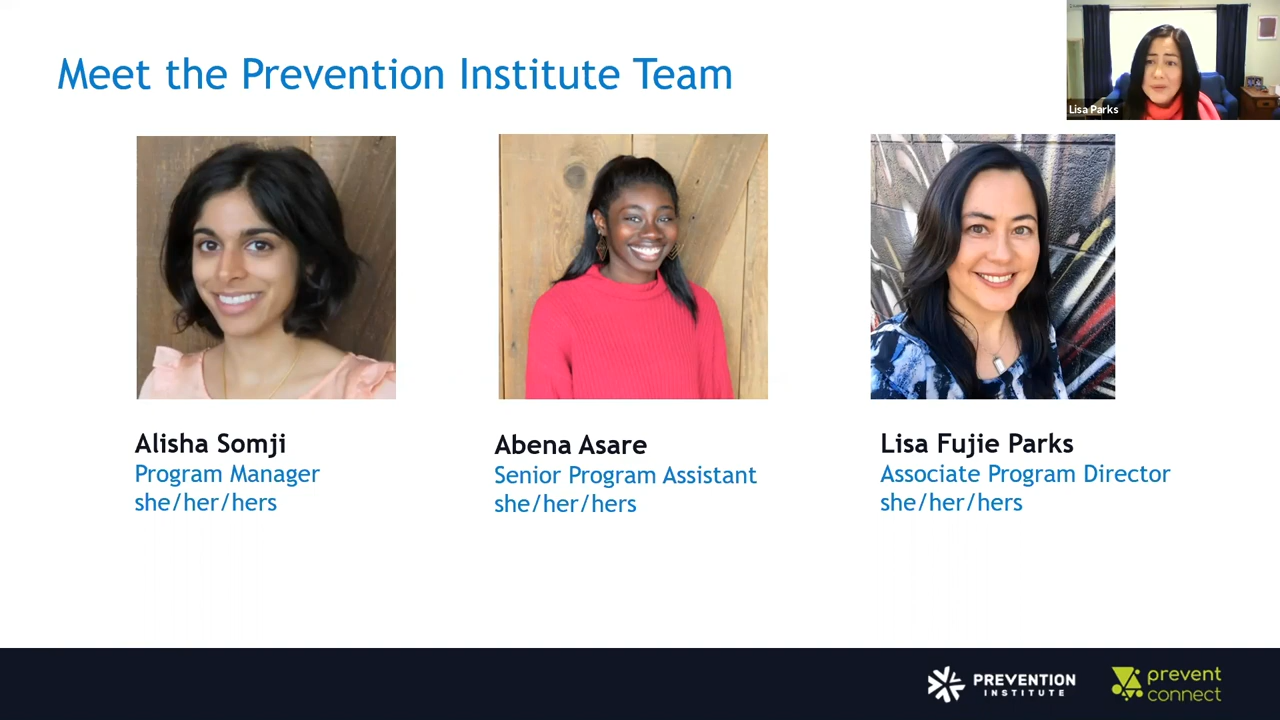 Meet the Prevention Institute Team
Lisa Parks
Alisha Somji
Program Manager
she/her/hers
Abena Asare
Senior Program Assistant
she/her/hers
Lisa Fujie Parks
Associate Program Director
she/her/hers
PREVENTION
INSTITUTE
prevent
connect